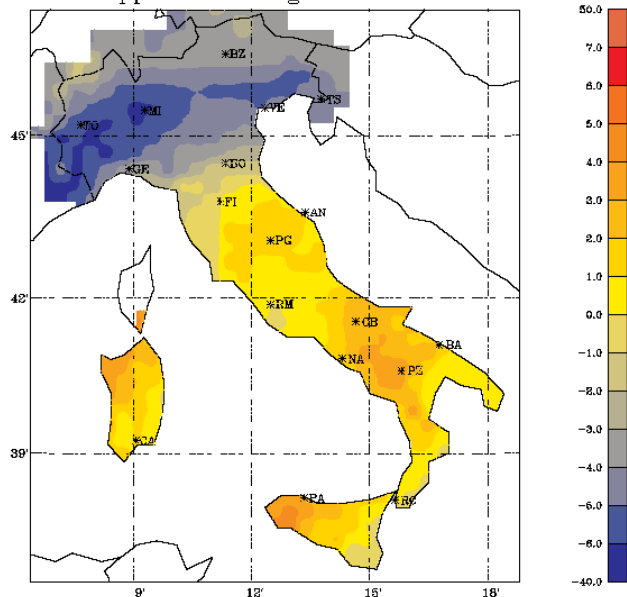 50.0
7.0
6.0
5.0
4.0
3.0
2.0
1.0
0.0
-1.0
-2.0
-3.0
-4.0
-5.0
-6.0
-40.0
45'
42'
39'
*BZ
*TS
*MI
*VE
*TO
*GE
*BO
*FI
*AN
*PG
*RM
*CB
*BA
*NA
*PZ
*CA
*PA
*RC
9'
12'
15'
18'